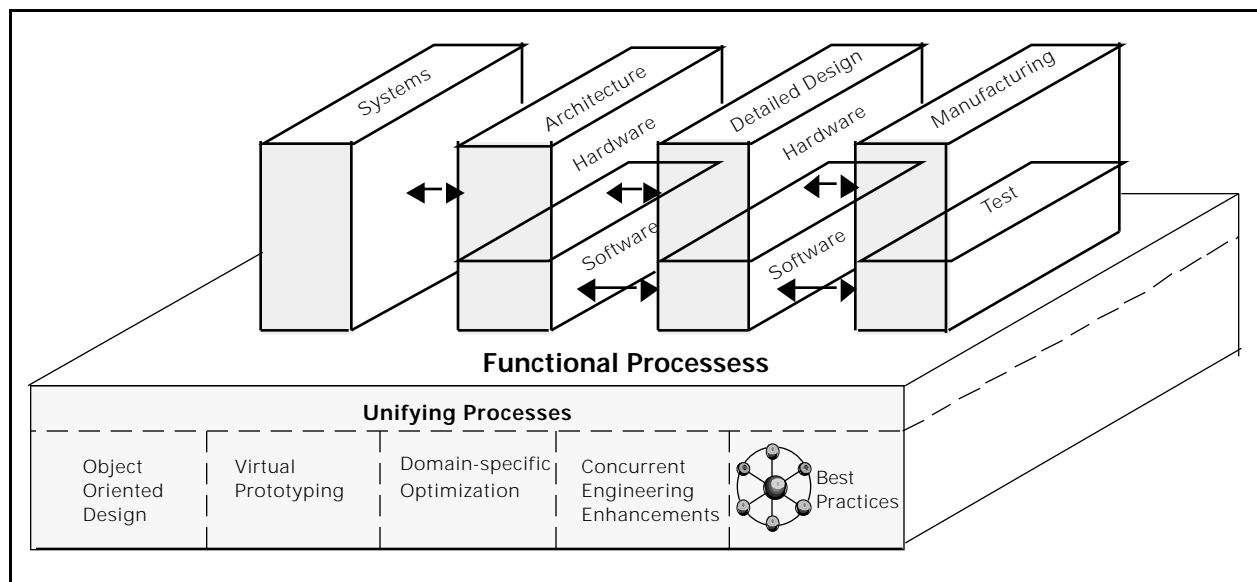 Systems
Architecture
Hardware
Software
Detailed Design
Hardware
Software
Manufacturing
Test
Functional Processess
Unifying Processes
Object
Oriented
Design
Virtual
Prototyping
Domain-specific
Optimization
Concurrent
Engineering
Enhancements
Best
Practices